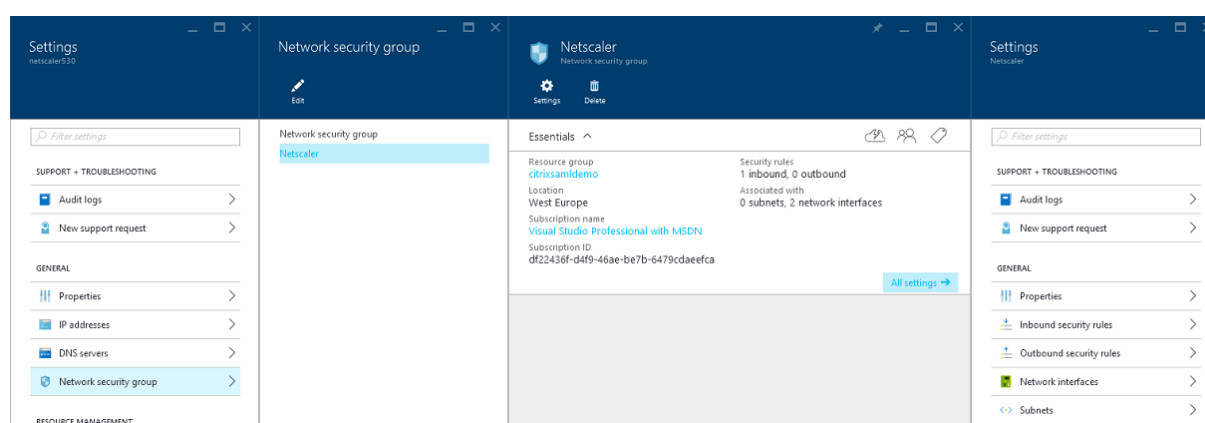 Settings
netscaler530
Filter settings
SUPPORT + TROUBLESHOOTING
Audit logs
New support request
GENERAL
Properties
IP addresses
DNS servers
Network security group
RESOURCE MANAGEMENT
Network security group
Edit
Network security group
Netscaler
Netscaler
Network security group
Settings Delete
Essentials
Resource group
citrixsamldemo
Location
West Europe
Subscription name
Visual Studio Professional with MSDN
Subscription ID
df22436f-d4f9-46ae-be7b-6479cdaeefca
Security rules
1 inbound, 0 outbound
Associated with
0 subnets, 2 network interfaces
All settings
Settings
Netscaler
Filter settings
SUPPORT + TROUBLESHOOTING
Audit logs
New support request
GENERAL
Properties
Inbound security rules
Outbound security rules
Network interfaces
Subnets